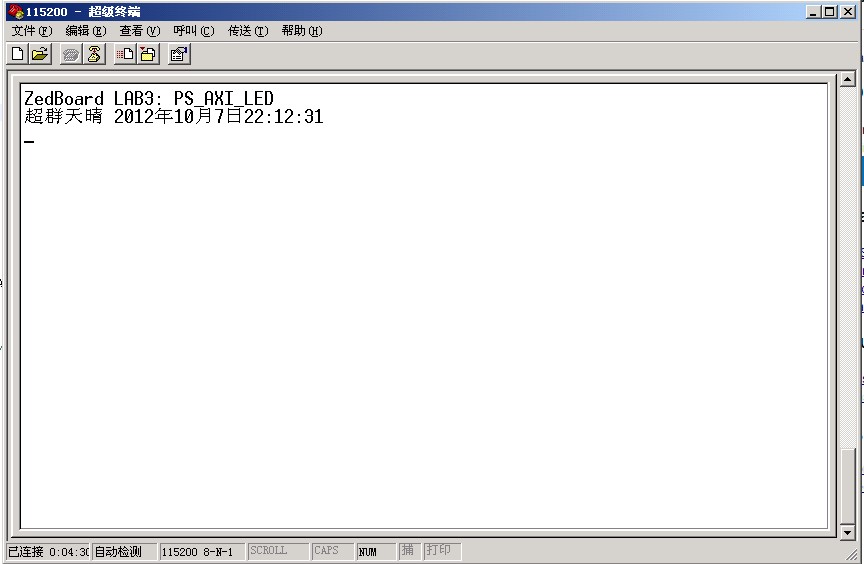 115200 - 超级终端
文件(F) 编辑(E) 查看(V) 呼叫(C) 传送(T) 帮助(H)
ZedBoard LAB3: PS_AXI_LED
超群天晴 2012年10月7日22:12:31
已连接 0:04:30 自动检测 115200 8-N-1 SCROLL CAPS NUM 捕 打印